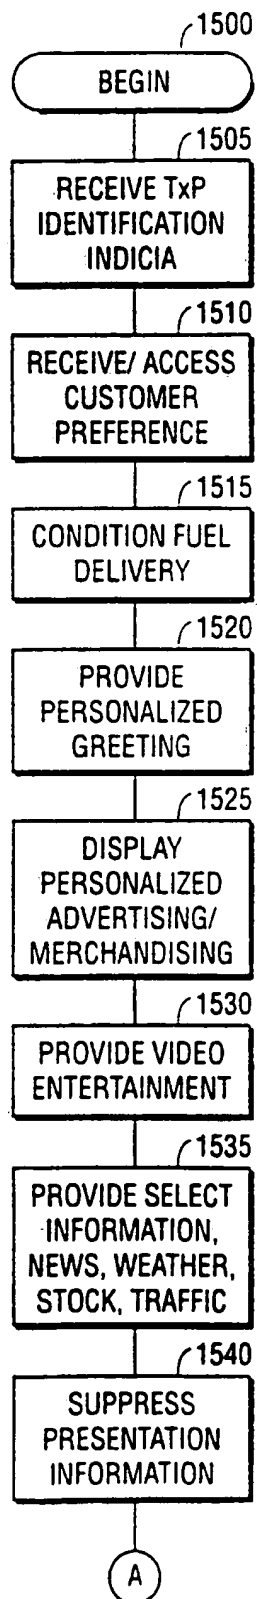 1500
BEGIN
1505
RECEIVE TxP
IDENTIFICATION
INDICIA
1510
RECEIVE/ ACCESS
CUSTOMER
PREFERENCE
1515
CONDITION FUEL
DELIVERY
1520
PROVIDE
PERSONALIZED
GREETING
1525
DISPLAY
PERSONALIZED
ADVERTISING/
MERCHANDISING
1530
PROVIDE VIDEO
ENTERTAINMENT
1535
PROVIDE SELECT
INFORMATION,
NEWS, WEATHER,
STOCK, TRAFFIC
1540
SUPPRESS
PRESENTATION
INFORMATION
A